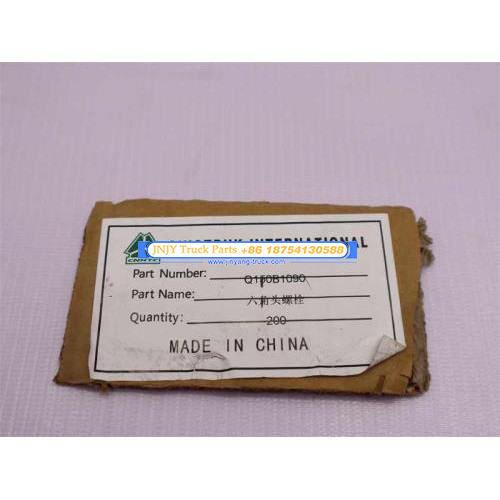 INTERNATIONAL
JNJY Truck Parts +86 18754130588
www.jnjyang.truck.com
CNHTC
Part Number: Q150B1090
Part Name: 六角头螺栓
Quantity: 200
MADE IN CHINA